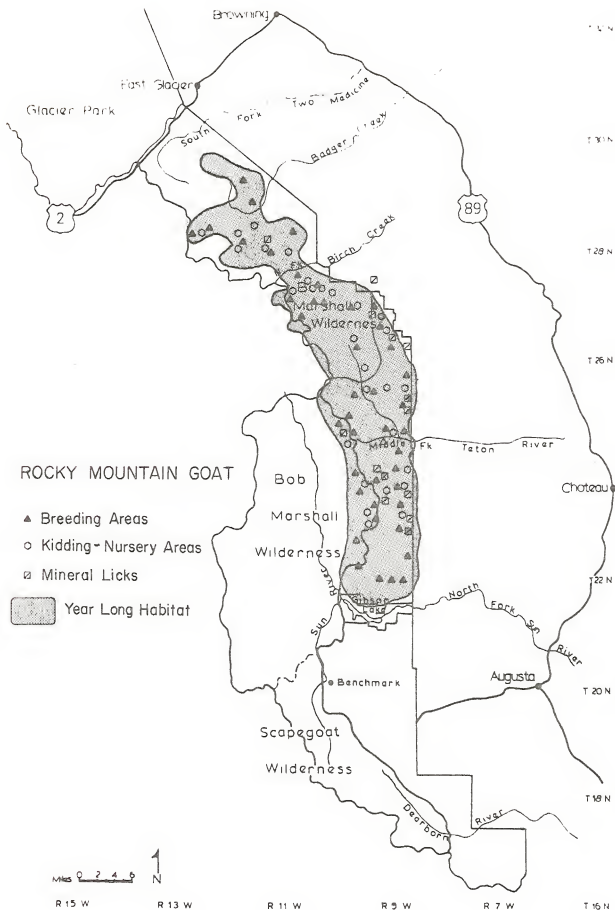 Browning
East Glacier
Glacier Park
South Fork Two Medicine
Badger Creek
T 30 N
2
89
T 28 N
Birch Creek
Bob
Marshall
Wildernes
T 26 N
Middle Fk Teton River
ROCKY MOUNTAIN GOAT
Breeding Areas
Kidding-Nursery Areas
Mineral Licks
Year Long Habitat
Bob
Marshall
Wilderness
Choteau
T 22 N
Gibson
Lake
North Fork Sun River
Sun River
Benchmark
Augusta
T 20 N
Scapegoat
Wilderness
T 18 N
Dearborn River
Miles 0 2 4 6
N
R 15 W R 13 W R 11 W R 9 W R 7 W T 16 N